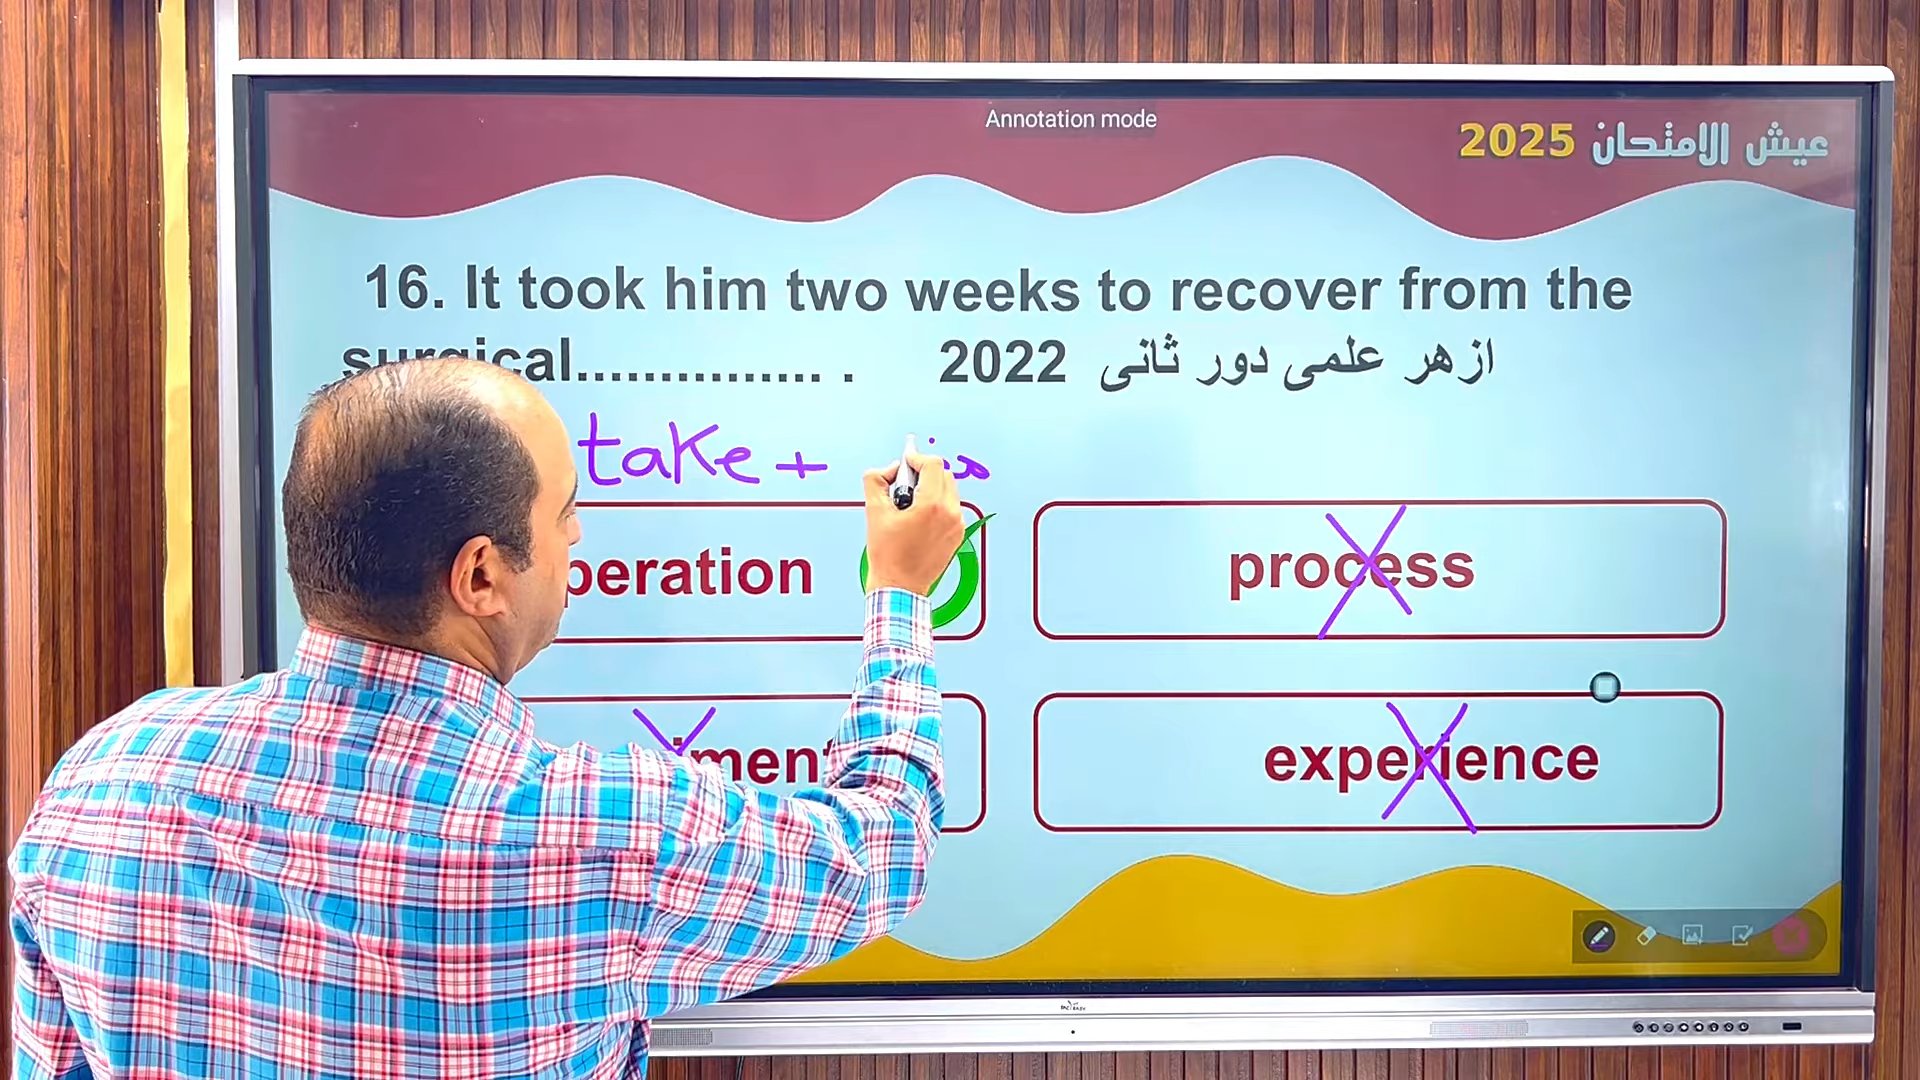 Annotation mode
عيش الامتحان 2025
16. It took him two weeks to recover from the
surgical............... . 2022 ازهر علمى دور ثانى
take +
peration
process
iment
experience